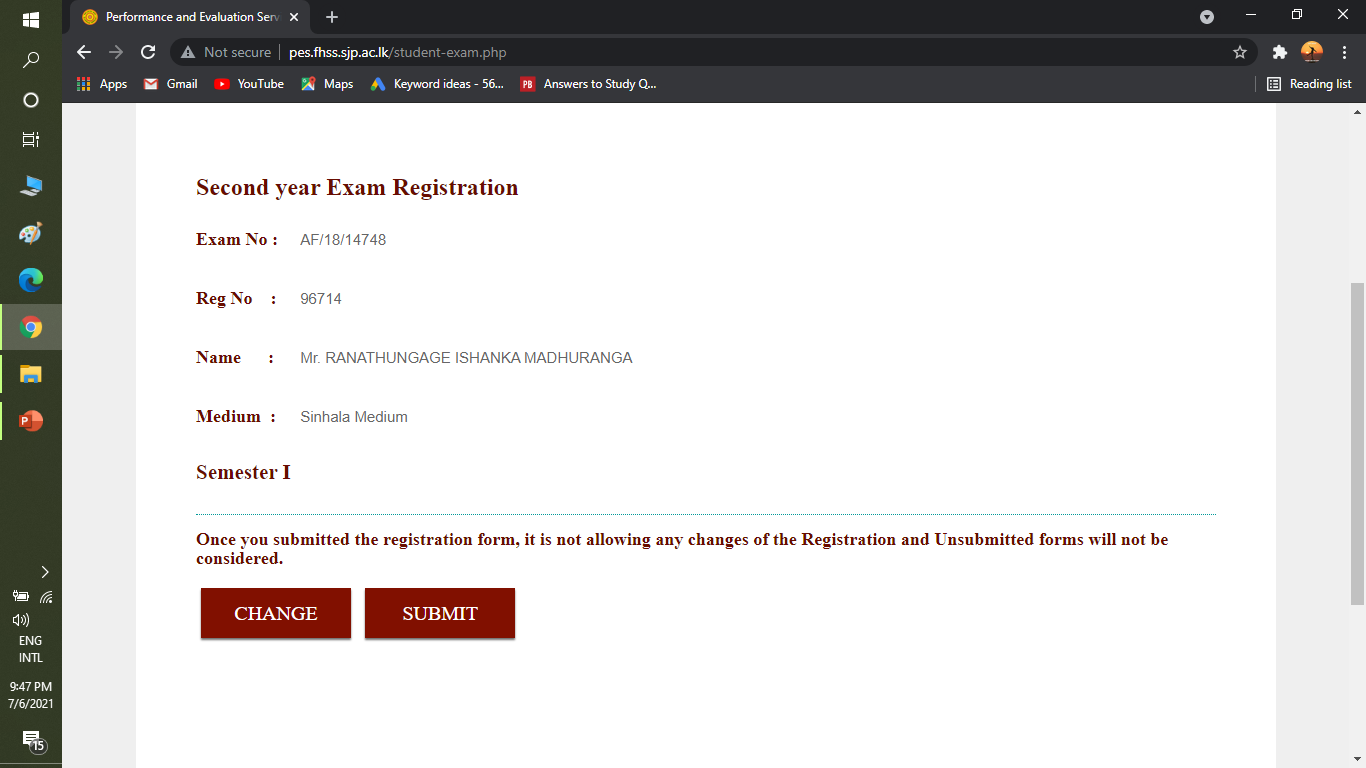 Performance and Evaluation Serv
Not secure pes.fhss.sjp.ac.lk/student-exam.php
Apps Gmail YouTube Maps Keyword ideas - 56... PB Answers to Study Q... Reading list
Second year Exam Registration
Exam No : AF/18/14748
Reg No : 96714
Name : Mr. RANATHUNGAGE ISHANKA MADHURANGA
Medium : Sinhala Medium
Semester I
Once you submitted the registration form, it is not allowing any changes of the Registration and Unsubmitted forms will not be
considered.
CHANGE SUBMIT
P
ENG
INTL
9:47 PM
7/6/2021
15